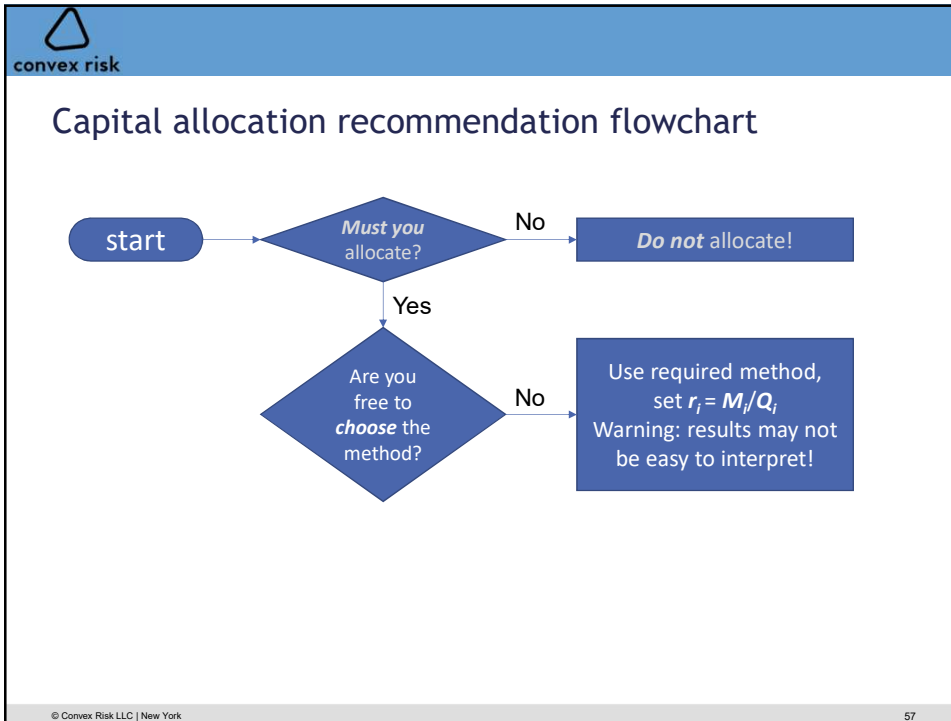 convex risk
Capital allocation recommendation flowchart
start
Must you
allocate?
No
Do not allocate!
Yes
Are you
free to
choose the
method?
No
Use required method,
set rᵢ = Mᵢ/Qᵢ
Warning: results may not
be easy to interpret!
© Convex Risk LLC | New York
57